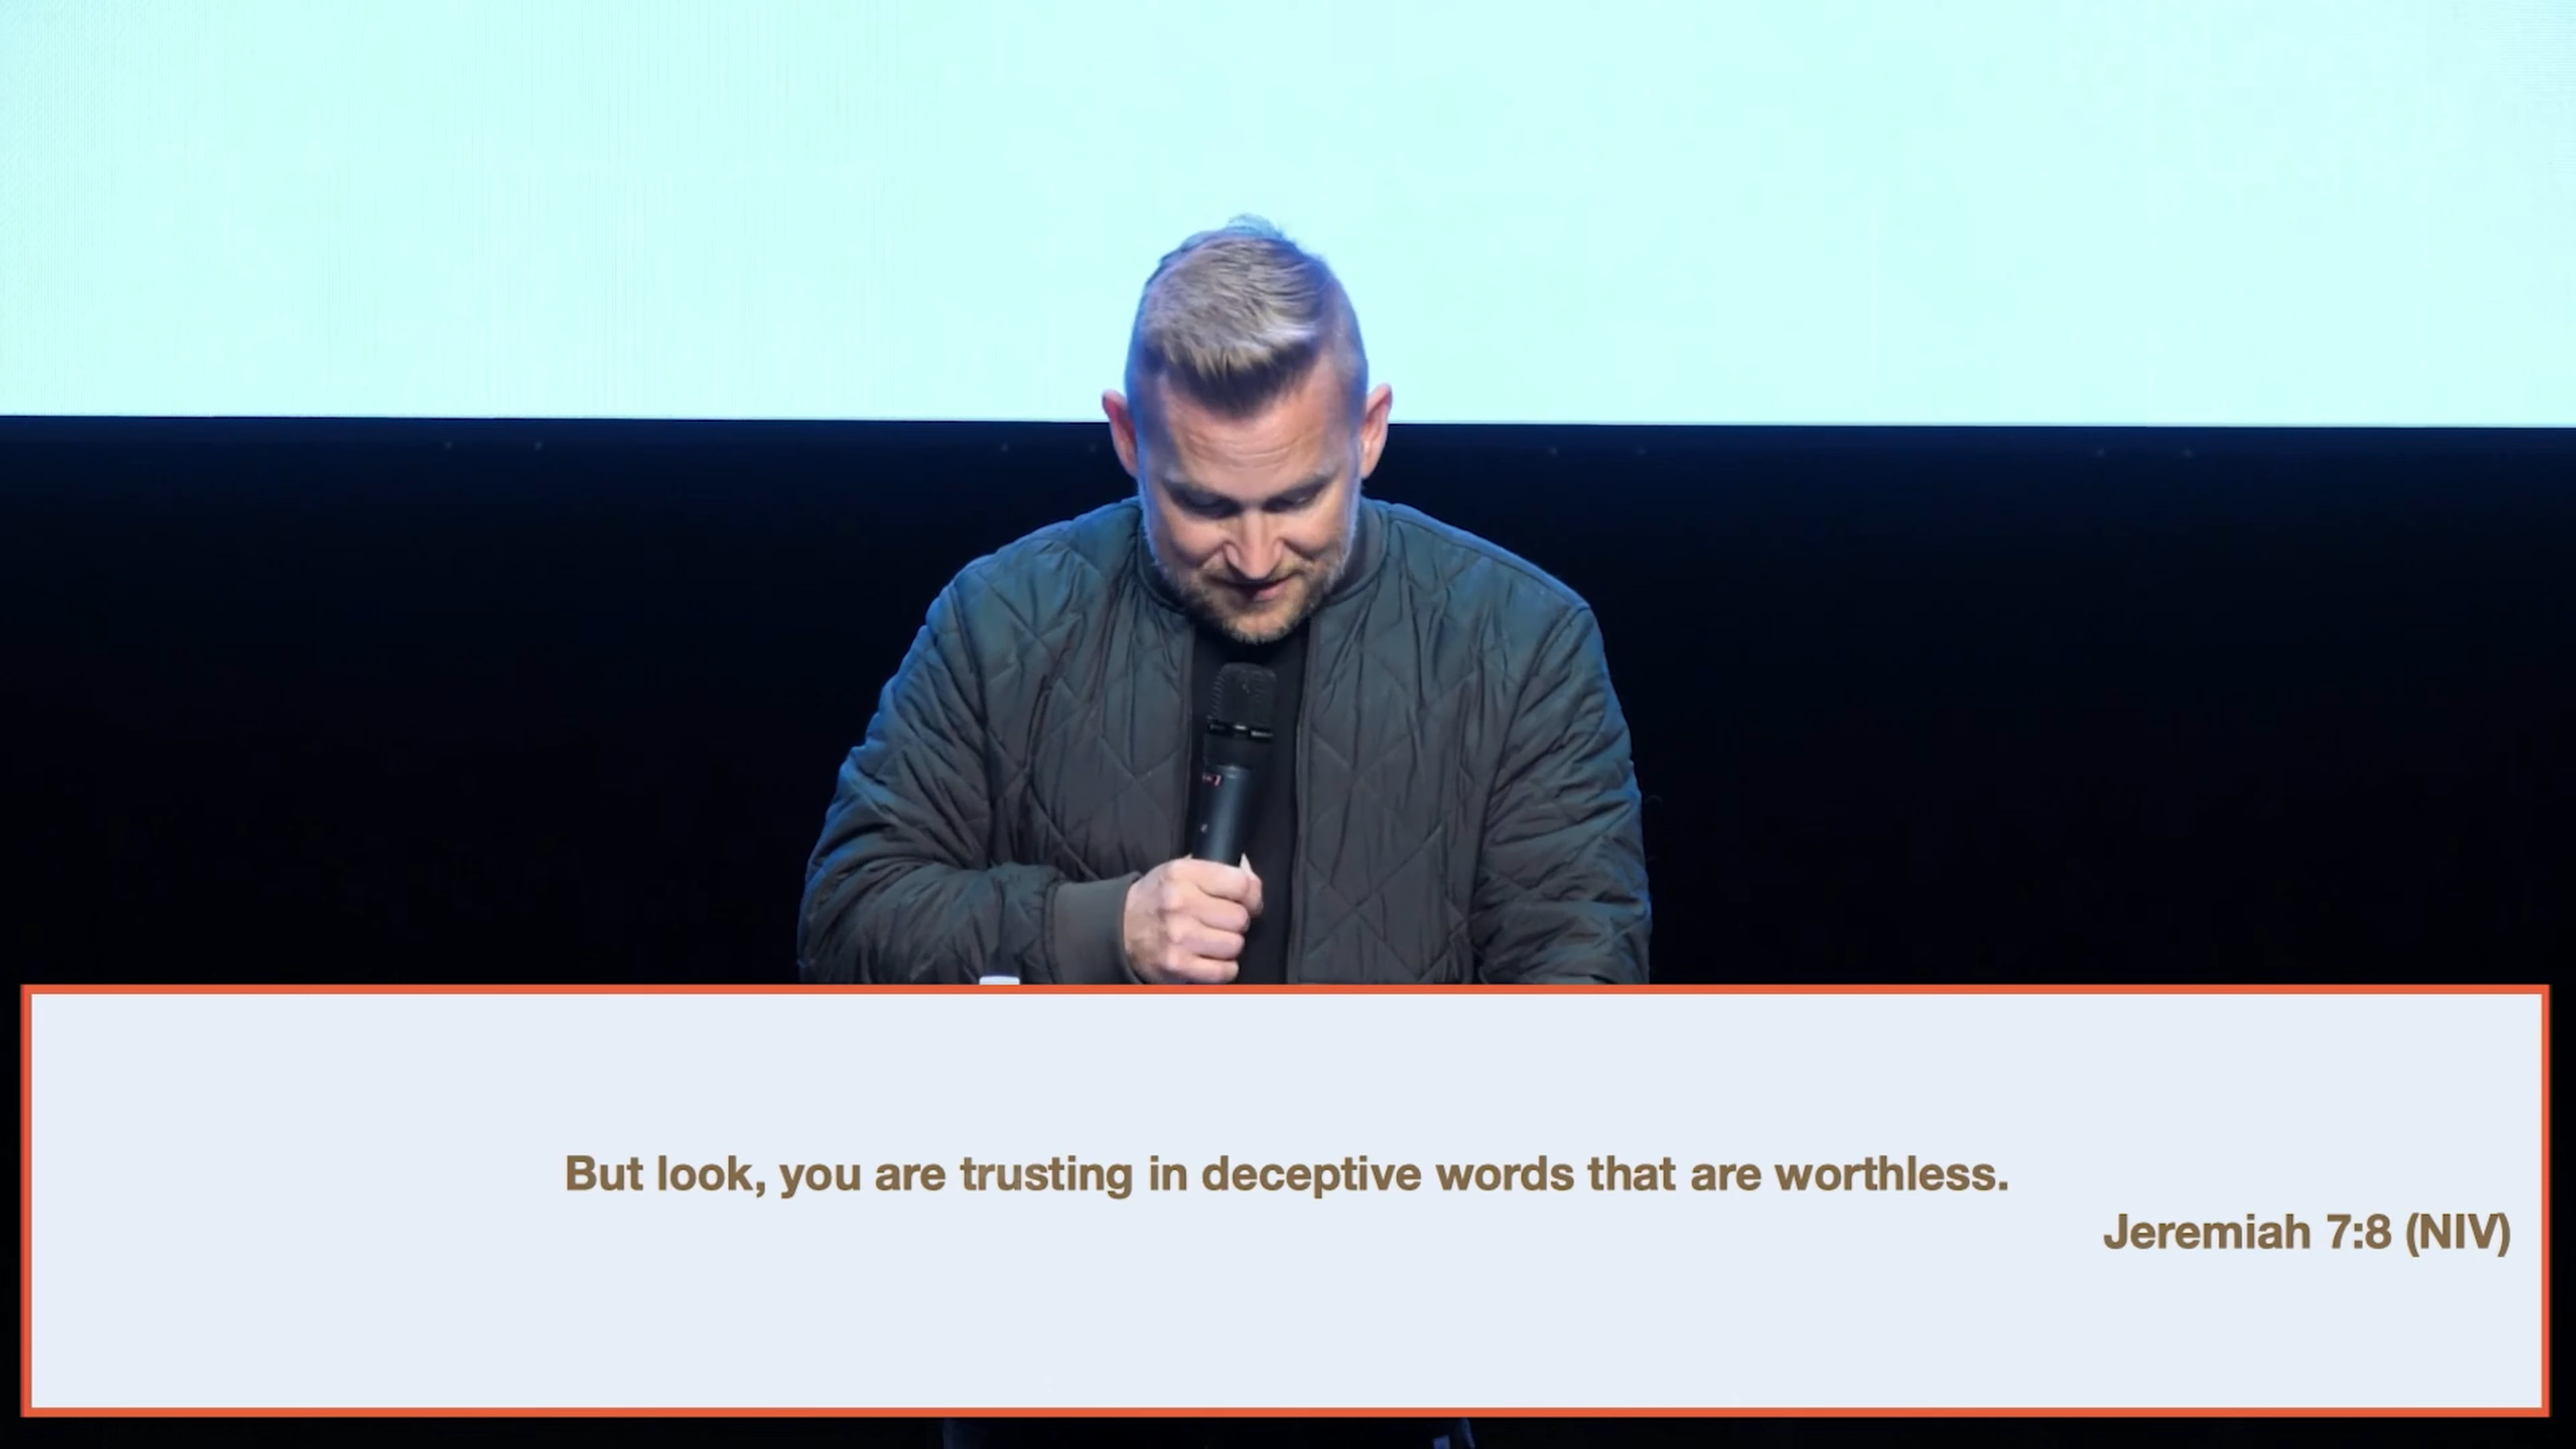 But look, you are trusting in deceptive words that are worthless.
Jeremiah 7:8 (NIV)